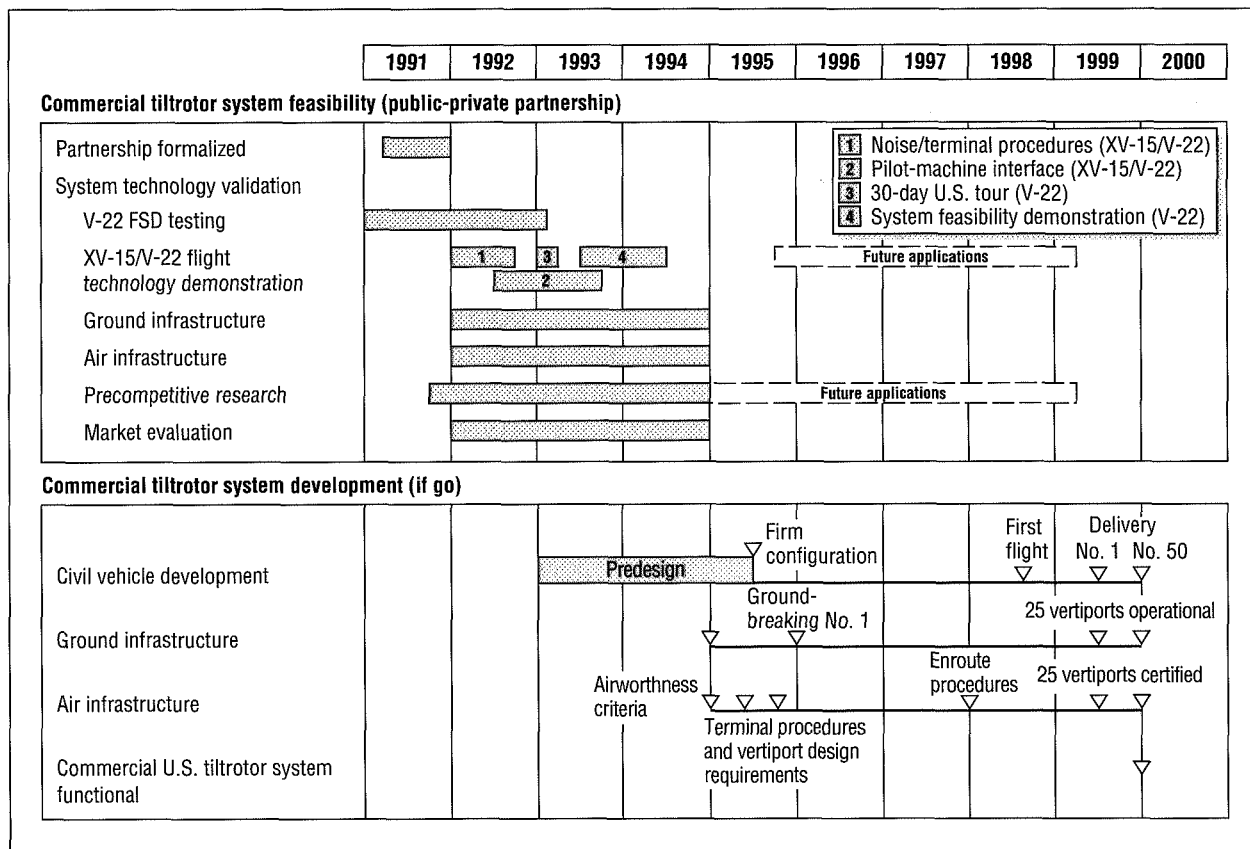 1991 1992 1993 1994 1995 1996 1997 1998 1999 2000
Commercial tiltrotor system feasibility (public-private partnership)
Partnership formalized
System technology validation
V-22 FSD testing
XV-15/V-22 flight
technology demonstration
Ground infrastructure
Air infrastructure
Precompetitive research
Market evaluation
1 Noise/terminal procedures (XV-15/V-22)
2 Pilot-machine interface (XV-15/V-22)
3 30-day U.S. tour (V-22)
4 System feasibility demonstration (V-22)
1 3 4
2
Future applications
Future applications
Commercial tiltrotor system development (if go)
Civil vehicle development
Predesign
Firm
configuration
First
flight
Delivery
No. 1 No. 50
Ground infrastructure
Ground-
breaking No. 1
25 vertiports operational
Air infrastructure
Airworthness
criteria
Terminal procedures
and vertiport design
requirements
Enroute
procedures
25 vertiports certified
Commercial U.S. tiltrotor system
functional